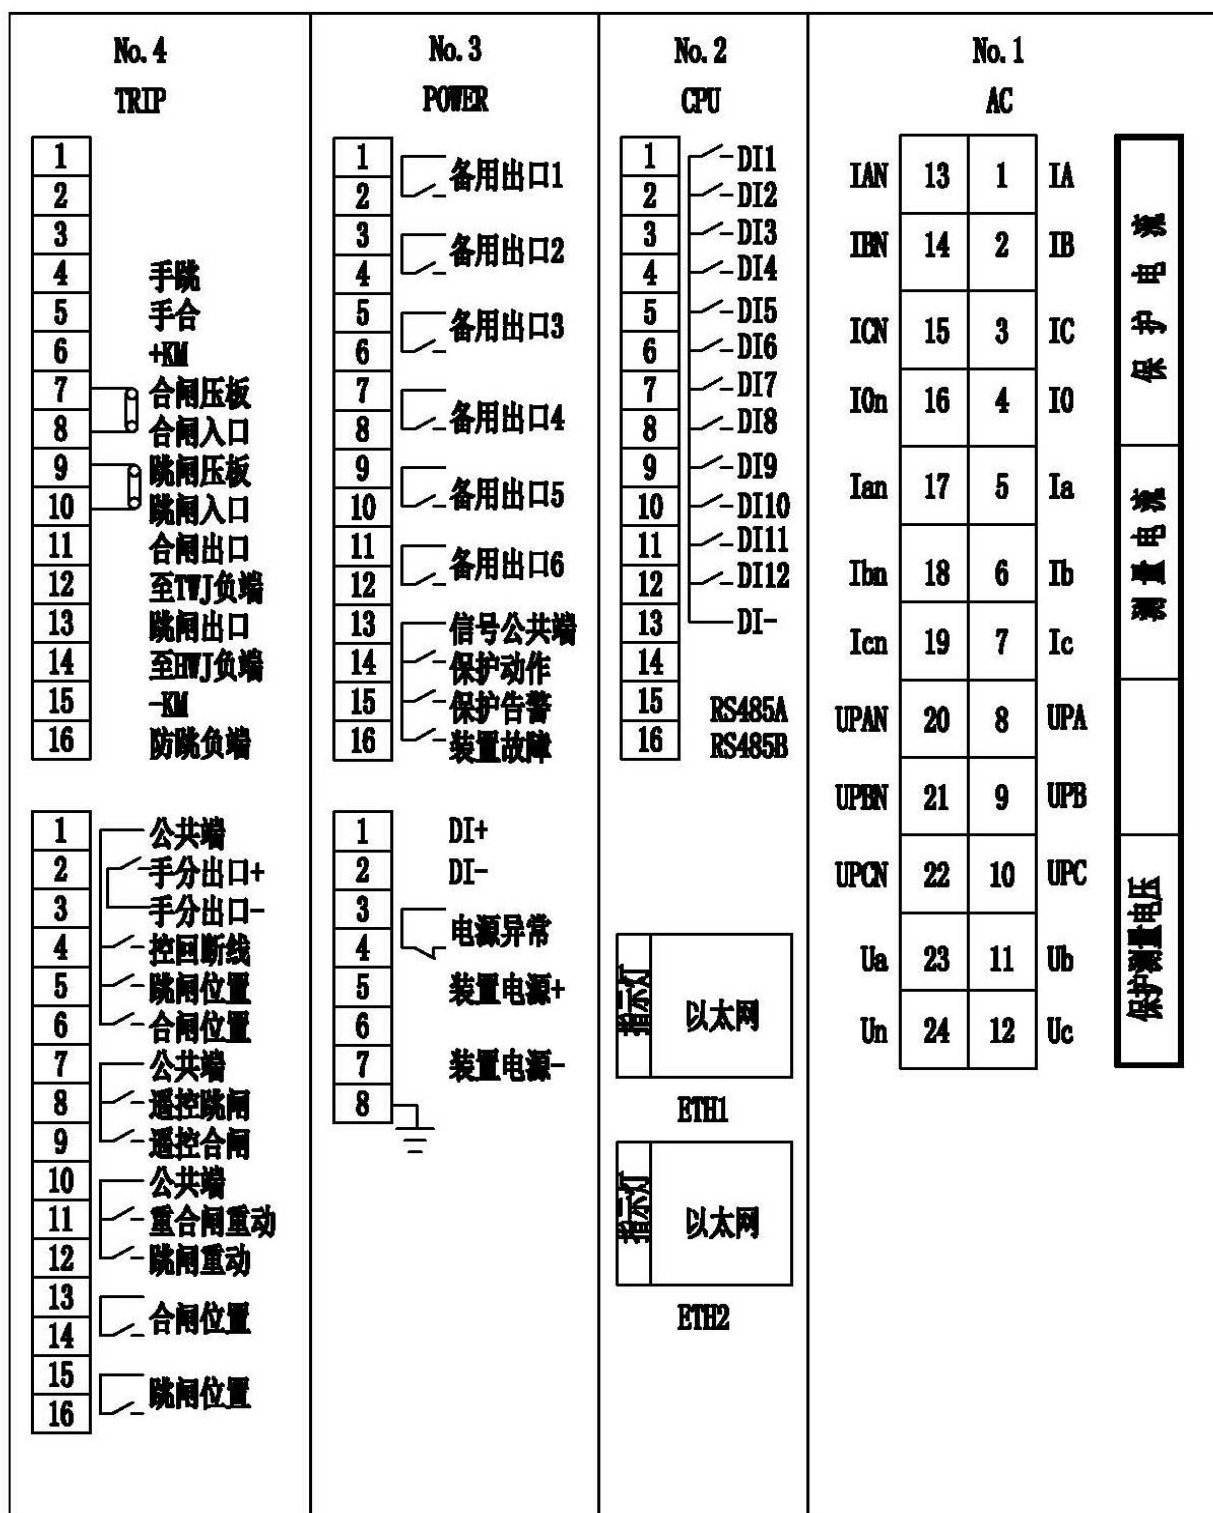 No.4
TRIP
1
2
3
4 手跳
5 手合
6 +KM
7 合闸压板
8 合闸入口
9 跳闸压板
10 跳闸入口
11 合闸出口
12 至TWJ负端
13 跳闸出口
14 至HWJ负端
15 -KM
16 防跳负端
1 公共端
2 手分出口+
3 手分出口-
4 控回断线
5 跳闸位置
6 合闸位置
7 公共端
8 遥控跳闸
9 遥控合闸
10 公共端
11 重合闸重动
12 跳闸重动
13
合闸位置
14
15
跳闸位置
16
No.3
POWER
1
备用出口1
2
3
备用出口2
4
5
备用出口3
6
7
备用出口4
8
9
备用出口5
10
11
备用出口6
12
13 信号公共端
14 保护动作
15 保护告警
16 装置故障
1 DI+
2 DI-
3
电源异常
4
5 装置电源+
6
7 装置电源-
8
No.2
CPU
1 DI1
2 DI2
3 DI3
4 DI4
5 DI5
6 DI6
7 DI7
8 DI8
9 DI9
10 DI10
11 DI11
12 DI12
13 DI-
14
15 RS485A
16 RS485B
指示灯 以太网
ETH1
指示灯 以太网
ETH2
No.1
AC
IAN 13 1 IA
IBN 14 2 IB
ICN 15 3 IC
I0n 16 4 I0
Ian 17 5 Ia
Ibn 18 6 Ib
Icn 19 7 Ic
UPAN 20 8 UPA
UPBN 21 9 UPB
UPCN 22 10 UPC
Ua 23 11 Ub
Un 24 12 Uc
保护电流
测量电流
保护测量电压